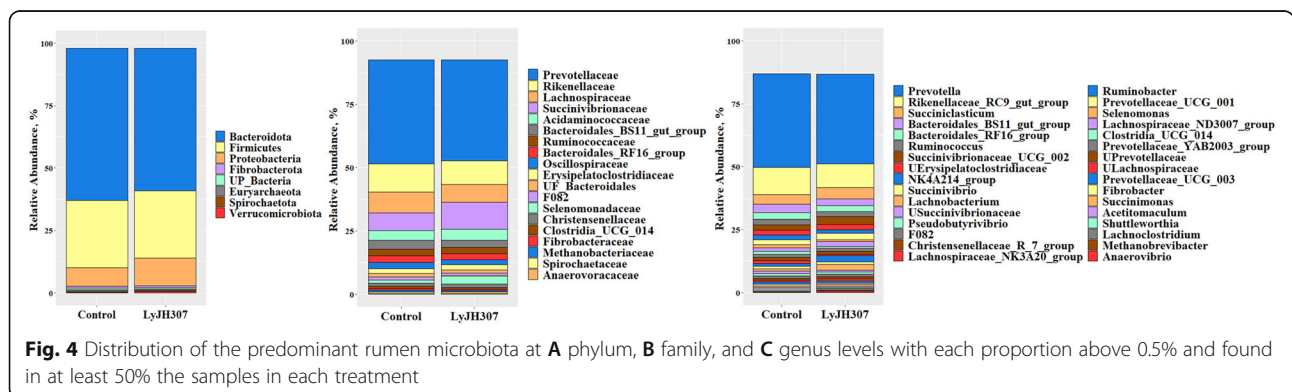 100
75
50
25
0
Relative Abundance, %
Control
LyJH307
Bacteroidota
Firmicutes
Proteobacteria
Fibrobacterota
UP_Bacteria
Euryarchaeota
Spirochaetota
Verrucomicrobiota
100
75
50
25
0
Relative Abundance, %
Control
LyJH307
Prevotellaceae
Rikenellaceae
Lachnospiraceae
Succinivibrionaceae
Acidaminococcaceae
Bacteroidales_BS11_gut_group
Ruminococcaceae
Bacteroidales_RF16_group
Oscillospiraceae
Erysipelatoclostridiaceae
UF_Bacteroidales
F082
Selenomonadaceae
Christensenellaceae
Clostridia_UCG_014
Fibrobacteraceae
Methanobacteriaceae
Spirochaetaceae
Anaerovoracaceae
100
75
50
25
0
Relative Abundance, %
Control
LyJH307
Prevotella
Rikenellaceae_RC9_gut_group
Succiniclasticum
Bacteroidales_BS11_gut_group
Bacteroidales_RF16_group
Ruminococcus
Succinivibrionaceae_UCG_002
UErysipelatoclostridiaceae
NK4A214_group
Succinivibrio
Lachnobacterium
USuccinivibrionaceae
Pseudobutyrivibrio
F082
Christensenellaceae_R_7_group
Lachnospiraceae_NK3A20_group
Ruminobacter
Prevotellaceae_UCG_001
Selenomonas
Lachnospiraceae_ND3007_group
Clostridia_UCG_014
Prevotellaceae_YAB2003_group
UPrevotellaceae
ULachnospiraceae
Prevotellaceae_UCG_003
Fibrobacter
Succinimonas
Acetitomaculum
Shuttleworthia
Lachnoclostridium
Methanobrevibacter
Anaerovibrio
Fig. 4 Distribution of the predominant rumen microbiota at A phylum, B family, and C genus levels with each proportion above 0.5% and found
in at least 50% the samples in each treatment